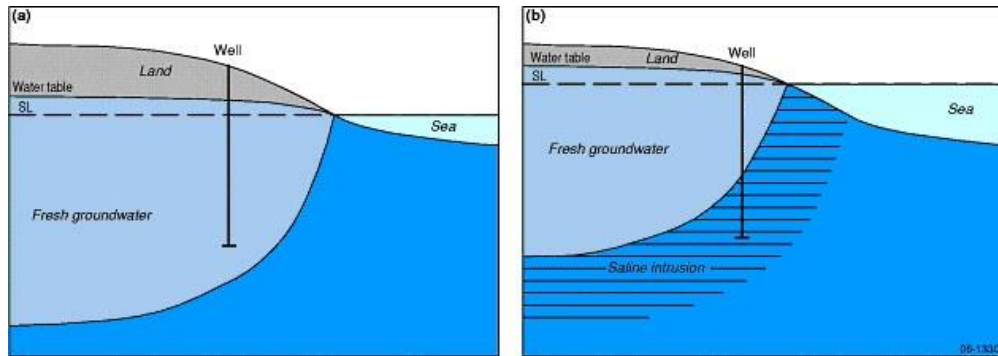 (a)
Well
Land
Water table
SL
Sea
Fresh groundwater
(b)
Well
Land
Water table
SL
Sea
Fresh groundwater
Saline intrusion